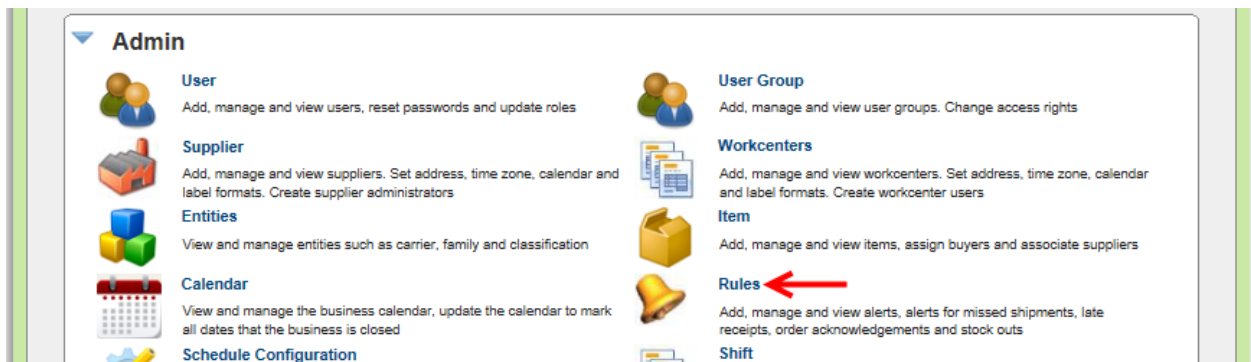 Admin
User
Add, manage and view users, reset passwords and update roles
User Group
Add, manage and view user groups. Change access rights
Supplier
Add, manage and view suppliers. Set address, time zone, calendar and
label formats. Create supplier administrators
Workcenters
Add, manage and view workcenters. Set address, time zone, calendar
and label formats. Create workcenter users
Entities
View and manage entities such as carrier, family and classification
Item
Add, manage and view items, assign buyers and associate suppliers
Calendar
View and manage the business calendar, update the calendar to mark
all dates that the business is closed
Rules
Add, manage and view alerts, alerts for missed shipments, late
receipts, order acknowledgements and stock outs
Schedule Configuration
Shift